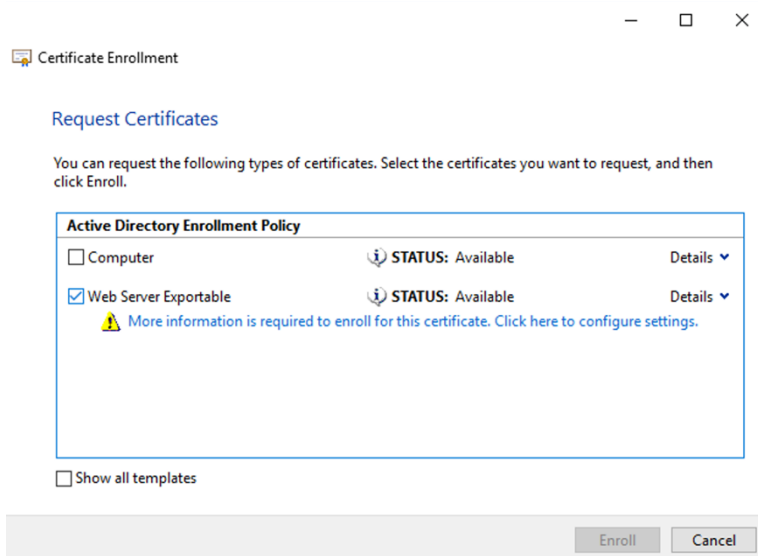 Certificate Enrollment
Request Certificates
You can request the following types of certificates. Select the certificates you want to request, and then
click Enroll.
Active Directory Enrollment Policy
Computer STATUS: Available Details
Web Server Exportable STATUS: Available Details
More information is required to enroll for this certificate. Click here to configure settings.
Show all templates
Enroll Cancel